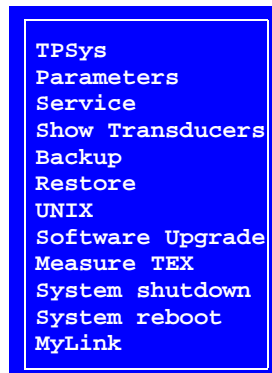 TPSys
Parameters
Service
Show Transducers
Backup
Restore
UNIX
Software Upgrade
Measure TEX
System shutdown
System reboot
MyLink